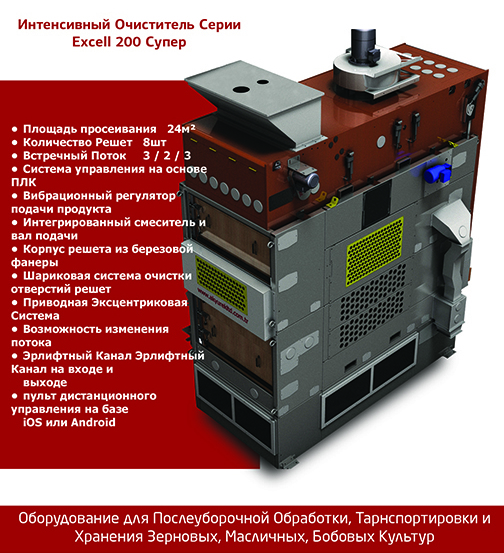 Интенсивный Очиститель Серии
Excell 200 Супер
• Площадь просеивания 24м²
• Количество Решет 8шт
• Встречный Поток 3 / 2 / 3
• Система управления на основе
ПЛК
• Вибрационный регулятор
подачи продукта
• Интегрированный смеситель и
вал подачи
• Корпус решета из березовой
фанеры
• Шариковая система очистки
отверстий решет
• Приводная Эксцентриковая
Система
• Возможность изменения
потока
• Эрлифтный Канал Эрлифтный
Канал на входе и
выходе
• пульт дистанционного
управления на базе
iOS или Android
Оборудование для Послеуборочной Обработки, Тарнспортировки и
Хранения Зерновых, Масличных, Бобовых Культур